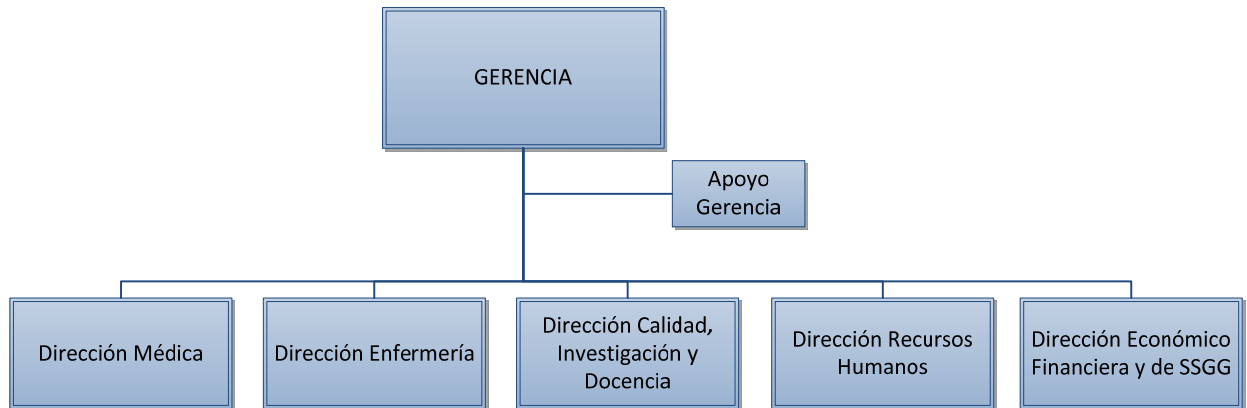 GERENCIA
Apoyo
Gerencia
Dirección Médica
Dirección Enfermería
Dirección Calidad,
Investigación y
Docencia
Dirección Recursos
Humanos
Dirección Económico
Financiera y de SSGG